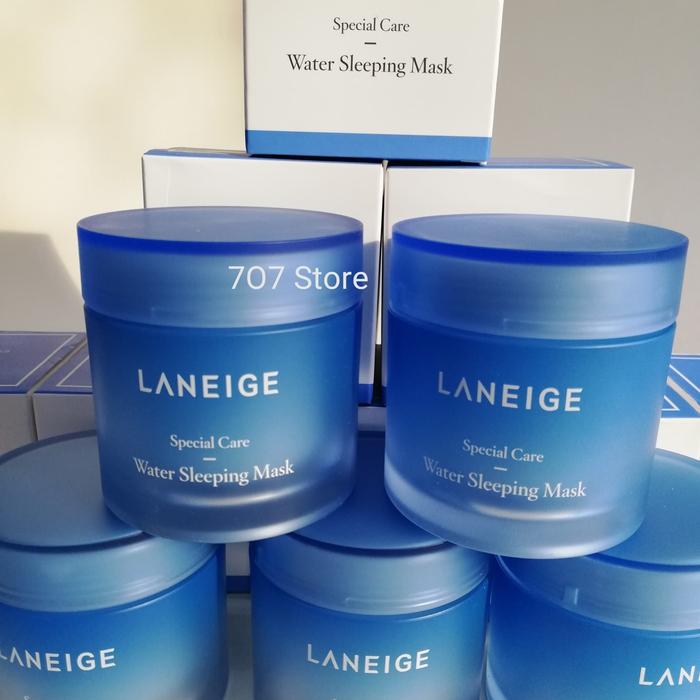 Special Care
Water Sleeping Mask
707 Store
LANEIGE
Special Care
Water Sleeping Mask
LANEIGE
Special Care
Water Sleeping Mask
LANEIGE
LANEIGE
LAN